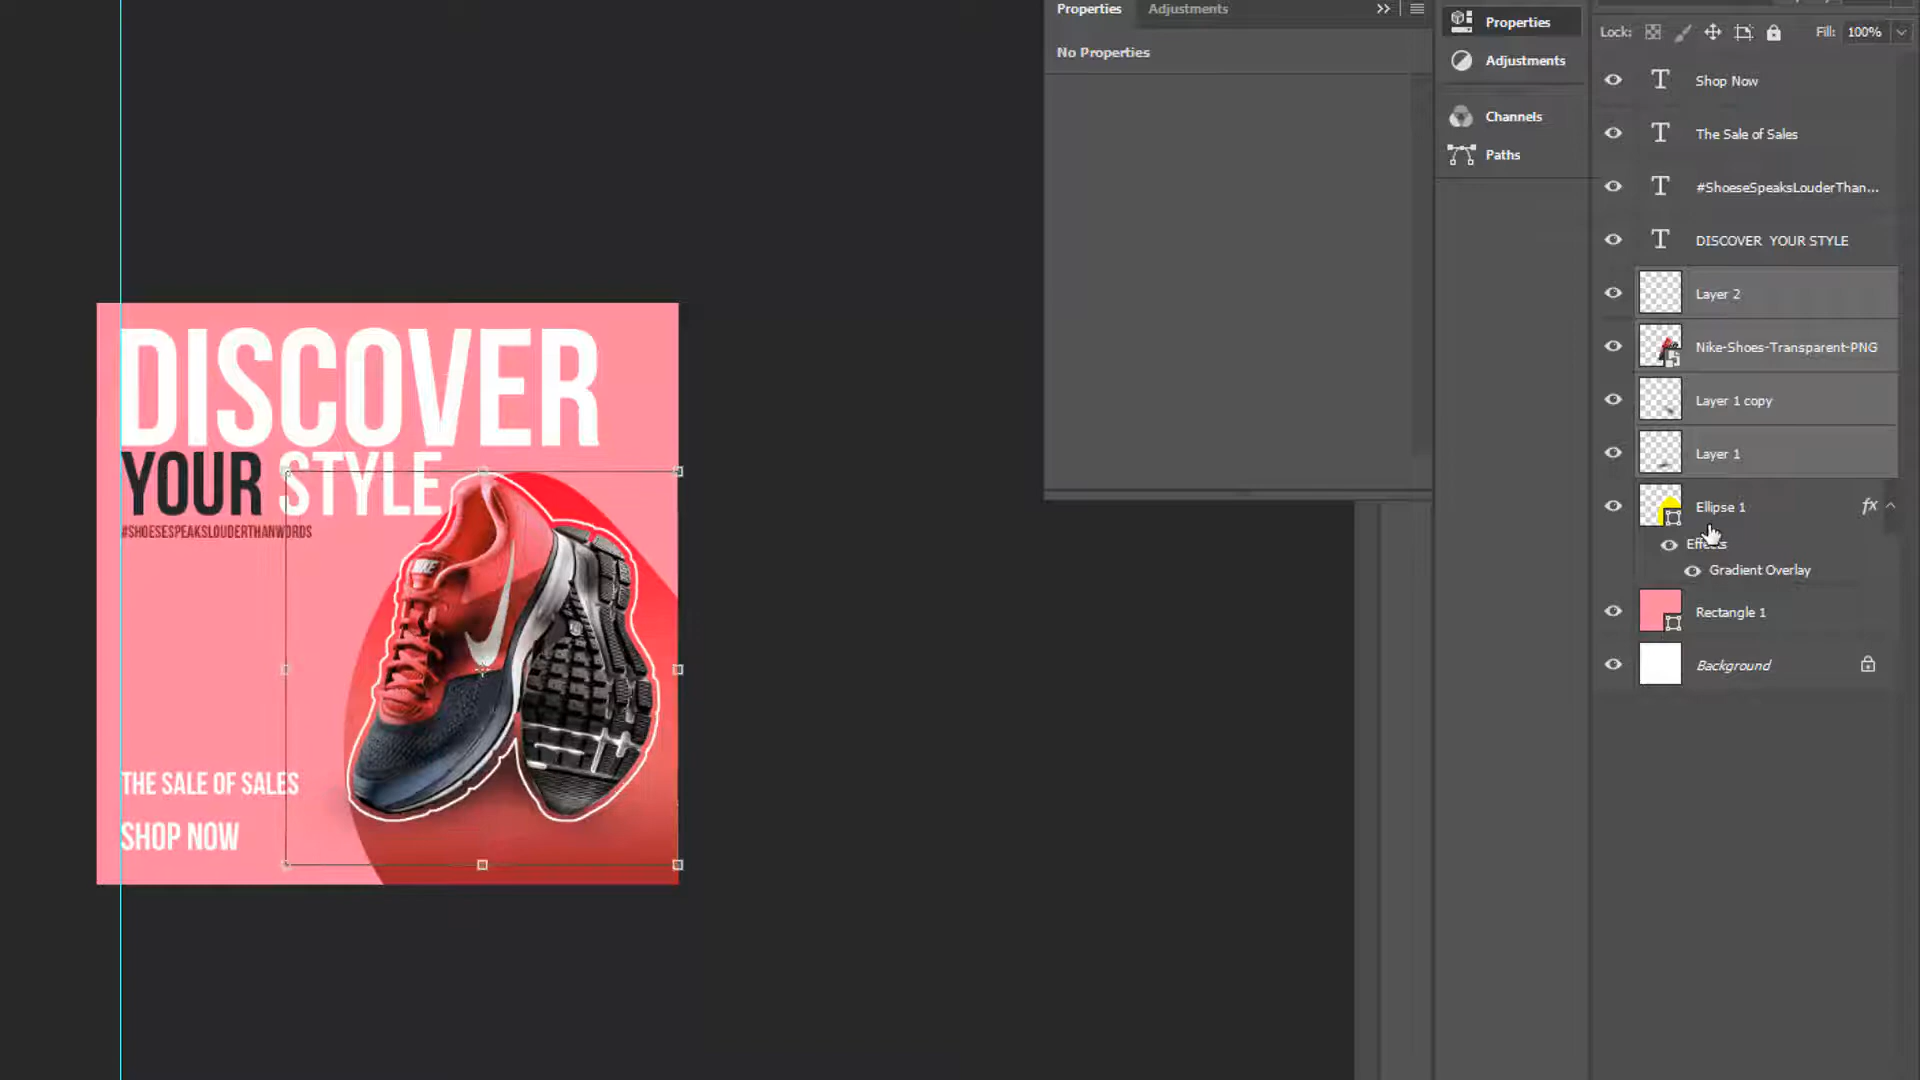 Properties
Adjustments
No Properties
Properties
Adjustments
Channels
Paths
Lock:
Fill:
100%
Shop Now
The Sale of Sales
#ShoeseSpeaksLouderThan...
DISCOVER YOUR STYLE
Layer 2
Nike-Shoes-Transparent-PNG
Layer 1 copy
Layer 1
Ellipse 1
fx
Effects
Gradient Overlay
Rectangle 1
Background
DISCOVER
YOUR STYLE
#SHOESESPEAKSLOUDERTHANWORDS
NIKE
THE SALE OF SALES
SHOP NOW